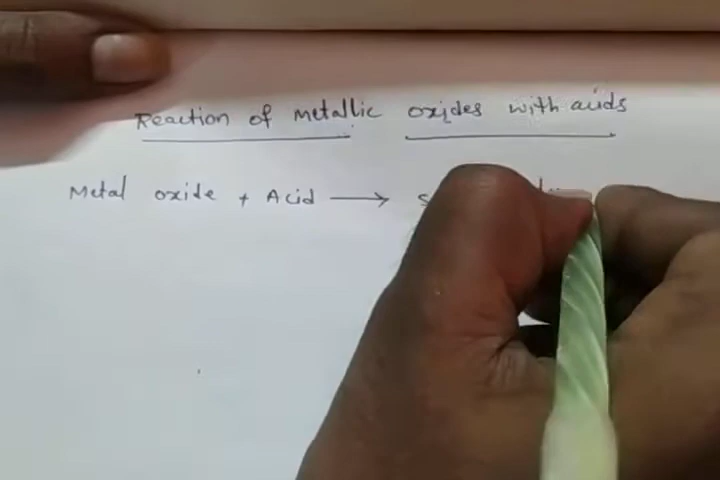 Reaction of metallic oxides with acids
Metal oxide + Acid ⟶